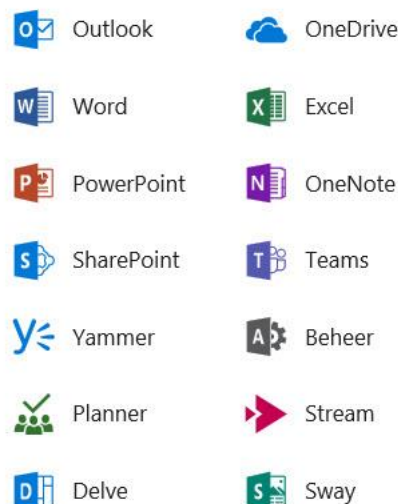 Outlook OneDrive
Word Excel
PowerPoint OneNote
SharePoint Teams
Yammer Beheer
Planner Stream
Delve Sway